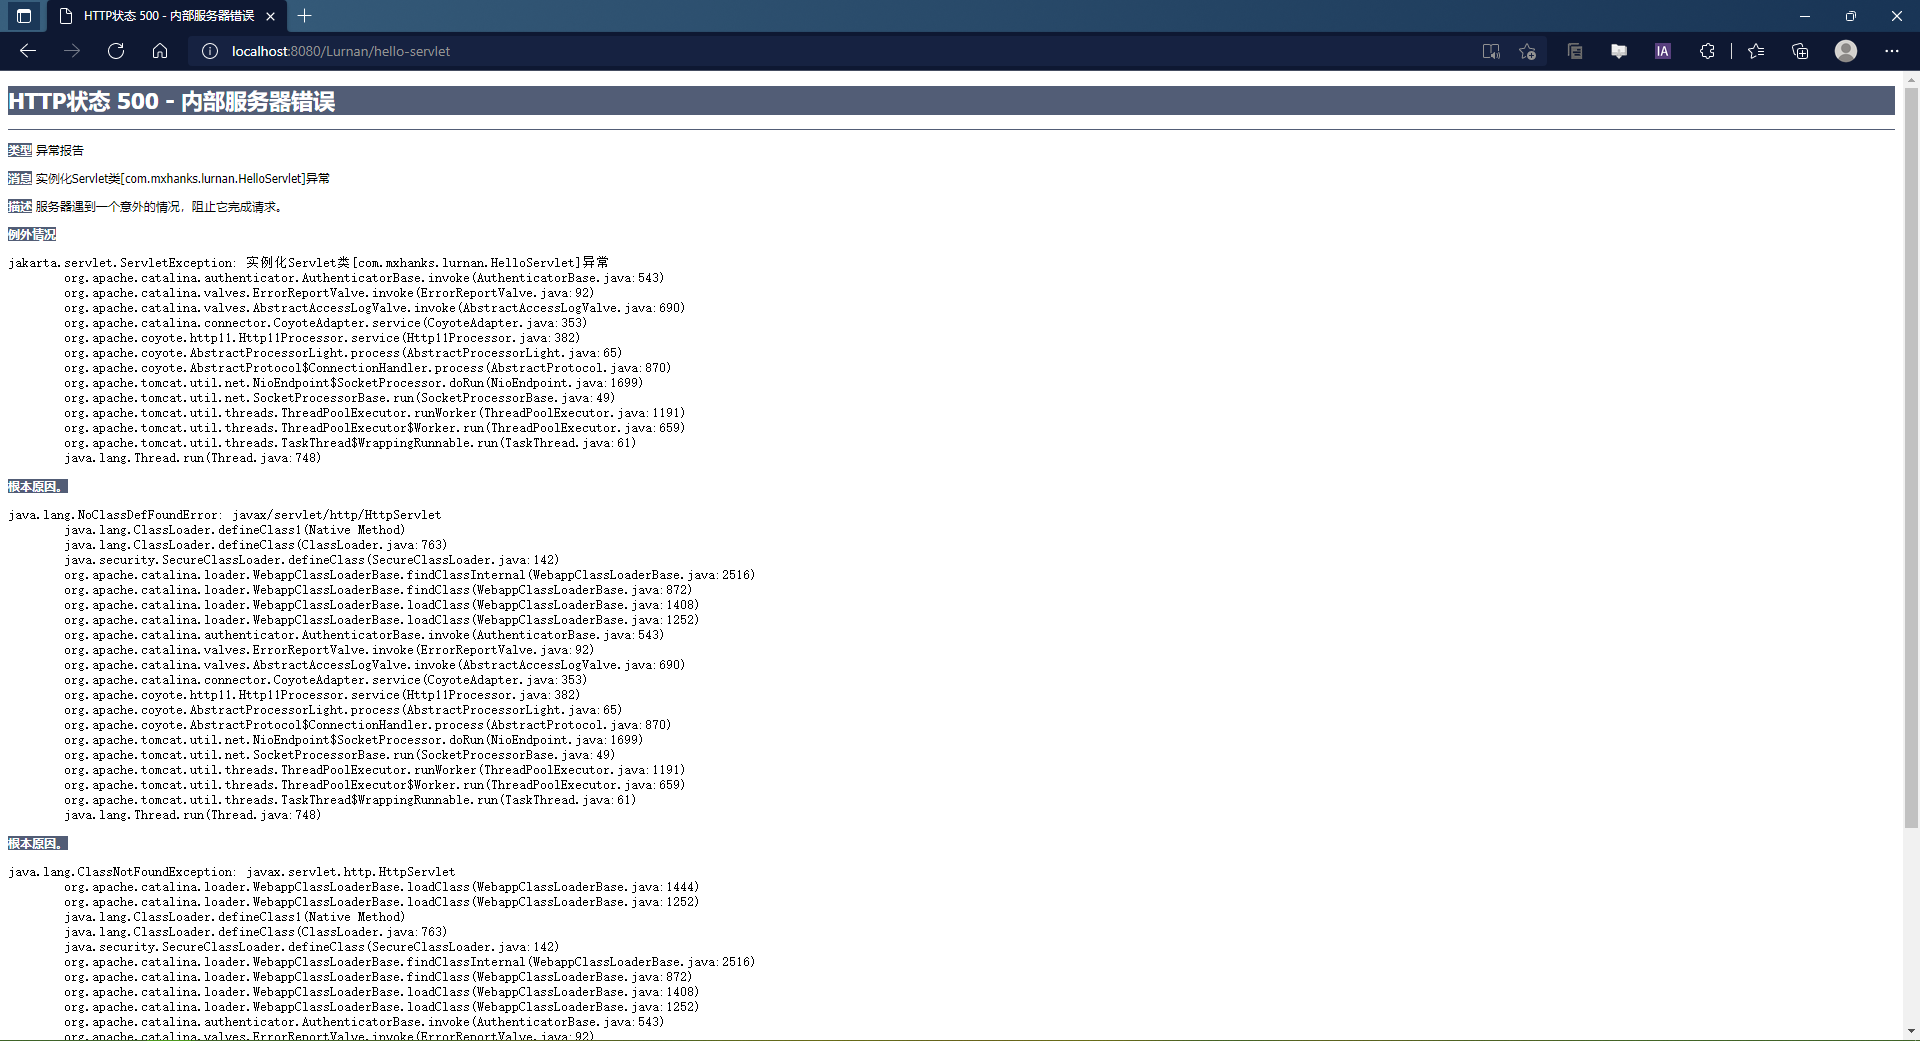 HTTP状态 500 - 内部服务器错误
localhost:8080/Lurnan/hello-servlet
IA
HTTP状态 500 - 内部服务器错误
类型 异常报告
消息 实例化Servlet类[com.mxhanks.lurnan.HelloServlet]异常
描述 服务器遇到一个意外的情况，阻止它完成请求。
例外情况
jakarta.servlet.ServletException: 实例化Servlet类[com.mxhanks.lurnan.HelloServlet]异常
org.apache.catalina.authenticator.AuthenticatorBase.invoke(AuthenticatorBase.java:543)
org.apache.catalina.valves.ErrorReportValve.invoke(ErrorReportValve.java:92)
org.apache.catalina.valves.AbstractAccessLogValve.invoke(AbstractAccessLogValve.java:690)
org.apache.catalina.connector.CoyoteAdapter.service(CoyoteAdapter.java:353)
org.apache.coyote.http11.Http11Processor.service(Http11Processor.java:382)
org.apache.coyote.AbstractProcessorLight.process(AbstractProcessorLight.java:65)
org.apache.coyote.AbstractProtocol$ConnectionHandler.process(AbstractProtocol.java:870)
org.apache.tomcat.util.net.NioEndpoint$SocketProcessor.doRun(NioEndpoint.java:1699)
org.apache.tomcat.util.net.SocketProcessorBase.run(SocketProcessorBase.java:49)
org.apache.tomcat.util.threads.ThreadPoolExecutor.runWorker(ThreadPoolExecutor.java:1191)
org.apache.tomcat.util.threads.ThreadPoolExecutor$Worker.run(ThreadPoolExecutor.java:659)
org.apache.tomcat.util.threads.TaskThread$WrappingRunnable.run(TaskThread.java:61)
java.lang.Thread.run(Thread.java:748)
根本原因。
java.lang.NoClassDefFoundError: javax/servlet/http/HttpServlet
java.lang.ClassLoader.defineClass1(Native Method)
java.lang.ClassLoader.defineClass(ClassLoader.java:763)
java.security.SecureClassLoader.defineClass(SecureClassLoader.java:142)
org.apache.catalina.loader.WebappClassLoaderBase.findClassInternal(WebappClassLoaderBase.java:2516)
org.apache.catalina.loader.WebappClassLoaderBase.findClass(WebappClassLoaderBase.java:872)
org.apache.catalina.loader.WebappClassLoaderBase.loadClass(WebappClassLoaderBase.java:1408)
org.apache.catalina.loader.WebappClassLoaderBase.loadClass(WebappClassLoaderBase.java:1252)
org.apache.catalina.authenticator.AuthenticatorBase.invoke(AuthenticatorBase.java:543)
org.apache.catalina.valves.ErrorReportValve.invoke(ErrorReportValve.java:92)
org.apache.catalina.valves.AbstractAccessLogValve.invoke(AbstractAccessLogValve.java:690)
org.apache.catalina.connector.CoyoteAdapter.service(CoyoteAdapter.java:353)
org.apache.coyote.http11.Http11Processor.service(Http11Processor.java:382)
org.apache.coyote.AbstractProcessorLight.process(AbstractProcessorLight.java:65)
org.apache.coyote.AbstractProtocol$ConnectionHandler.process(AbstractProtocol.java:870)
org.apache.tomcat.util.net.NioEndpoint$SocketProcessor.doRun(NioEndpoint.java:1699)
org.apache.tomcat.util.net.SocketProcessorBase.run(SocketProcessorBase.java:49)
org.apache.tomcat.util.threads.ThreadPoolExecutor.runWorker(ThreadPoolExecutor.java:1191)
org.apache.tomcat.util.threads.ThreadPoolExecutor$Worker.run(ThreadPoolExecutor.java:659)
org.apache.tomcat.util.threads.TaskThread$WrappingRunnable.run(TaskThread.java:61)
java.lang.Thread.run(Thread.java:748)
根本原因。
java.lang.ClassNotFoundException: javax.servlet.http.HttpServlet
org.apache.catalina.loader.WebappClassLoaderBase.loadClass(WebappClassLoaderBase.java:1444)
org.apache.catalina.loader.WebappClassLoaderBase.loadClass(WebappClassLoaderBase.java:1252)
java.lang.ClassLoader.defineClass1(Native Method)
java.lang.ClassLoader.defineClass(ClassLoader.java:763)
java.security.SecureClassLoader.defineClass(SecureClassLoader.java:142)
org.apache.catalina.loader.WebappClassLoaderBase.findClassInternal(WebappClassLoaderBase.java:2516)
org.apache.catalina.loader.WebappClassLoaderBase.findClass(WebappClassLoaderBase.java:872)
org.apache.catalina.loader.WebappClassLoaderBase.loadClass(WebappClassLoaderBase.java:1408)
org.apache.catalina.loader.WebappClassLoaderBase.loadClass(WebappClassLoaderBase.java:1252)
org.apache.catalina.authenticator.AuthenticatorBase.invoke(AuthenticatorBase.java:543)
org.apache.catalina.valves.ErrorReportValve.invoke(ErrorReportValve.java:92)